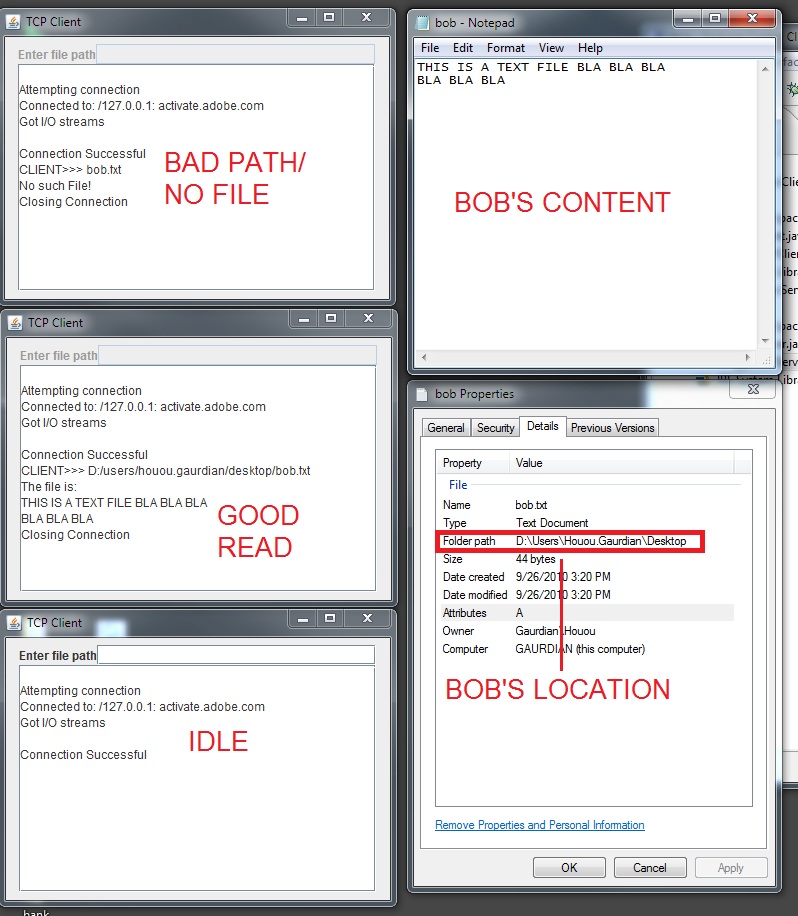 TCP Client
Enter file path
Attempting connection
Connected to: /127.0.0.1: activate.adobe.com
Got I/O streams
Connection Successful
CLIENT>>> bob.txt
No such File!
Closing Connection
BAD PATH/
NO FILE
TCP Client
Enter file path
Attempting connection
Connected to: /127.0.0.1: activate.adobe.com
Got I/O streams
Connection Successful
CLIENT>>> D:/users/houou.gaurdian/desktop/bob.txt
The file is:
THIS IS A TEXT FILE BLA BLA BLA
BLA BLA BLA
Closing Connection
GOOD
READ
TCP Client
Enter file path
Attempting connection
Connected to: /127.0.0.1: activate.adobe.com
Got I/O streams
Connection Successful
IDLE
bob - Notepad
File Edit Format View Help
THIS IS A TEXT FILE BLA BLA BLA
BLA BLA BLA
BOB'S CONTENT
bob Properties
General Security Details Previous Versions
Property Value
File
Name bob.txt
Type Text Document
Folder path D:\Users\Houou.Gaurdian\Desktop
Size 44 bytes
Date created 9/26/2010 3:20 PM
Date modified 9/26/2010 3:20 PM
Attributes A
Owner Gaurdian\Houou
Computer GAURDIAN (this computer)
BOB'S LOCATION
Remove Properties and Personal Information
OK Cancel Apply